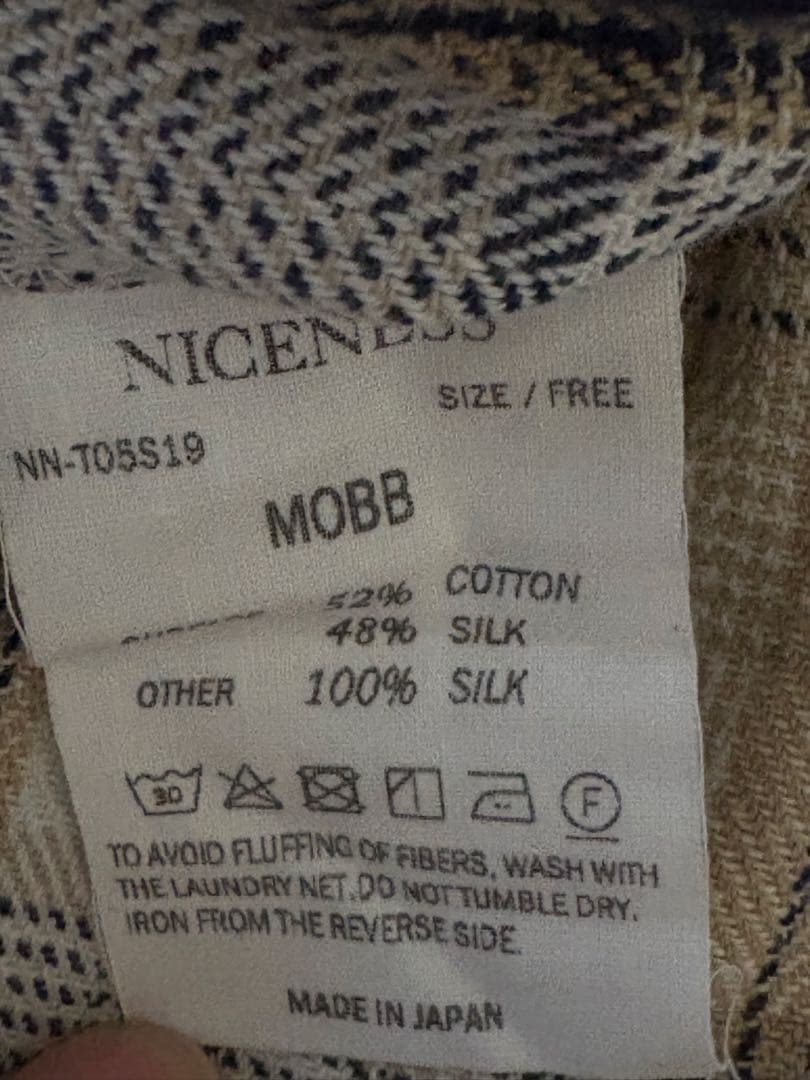 NICENESS
SIZE / FREE
NN-T05S19
MOBB
52% COTTON
48% SILK
OTHER 100% SILK
30
F
TO AVOID FLUFFING OF FIBERS, WASH WITH
THE LAUNDRY NET. DO NOT TUMBLE DRY.
IRON FROM THE REVERSE SIDE.
MADE IN JAPAN